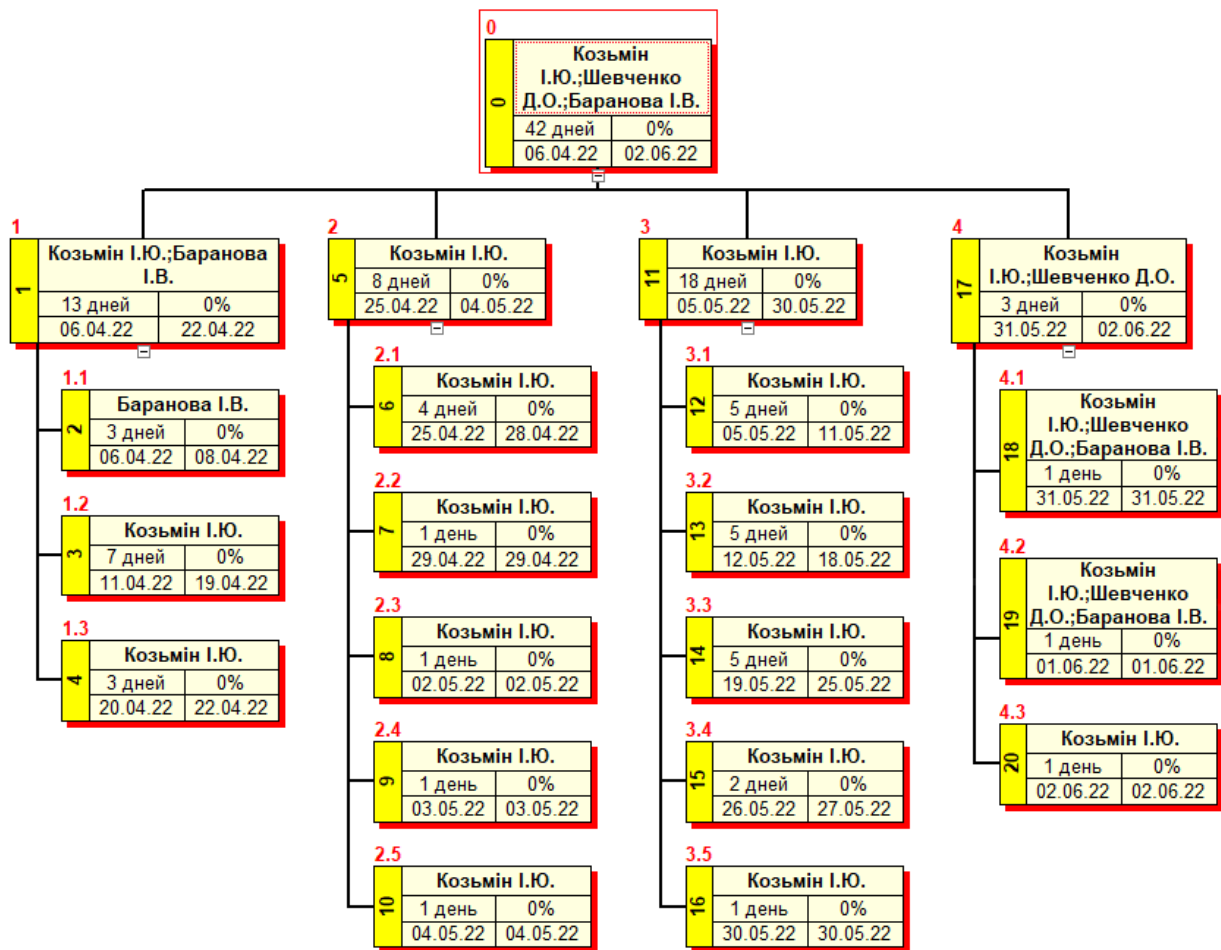 0
0
Козьмін
І.Ю.;Шевченко
Д.О.;Баранова І.В.
42 дней 0%
06.04.22 02.06.22
1
1
Козьмін І.Ю.;Баранова
І.В.
13 дней 0%
06.04.22 22.04.22
1.1
2
Баранова І.В.
3 дней 0%
06.04.22 08.04.22
1.2
3
Козьмін І.Ю.
7 дней 0%
11.04.22 19.04.22
1.3
4
Козьмін І.Ю.
3 дней 0%
20.04.22 22.04.22
2
5
Козьмін І.Ю.
8 дней 0%
25.04.22 04.05.22
2.1
6
Козьмін І.Ю.
4 дней 0%
25.04.22 28.04.22
2.2
7
Козьмін І.Ю.
1 день 0%
29.04.22 29.04.22
2.3
8
Козьмін І.Ю.
1 день 0%
02.05.22 02.05.22
2.4
9
Козьмін І.Ю.
1 день 0%
03.05.22 03.05.22
2.5
10
Козьмін І.Ю.
1 день 0%
04.05.22 04.05.22
3
11
Козьмін І.Ю.
18 дней 0%
05.05.22 30.05.22
3.1
12
Козьмін І.Ю.
5 дней 0%
05.05.22 11.05.22
3.2
13
Козьмін І.Ю.
5 дней 0%
12.05.22 18.05.22
3.3
14
Козьмін І.Ю.
5 дней 0%
19.05.22 25.05.22
3.4
15
Козьмін І.Ю.
2 дней 0%
26.05.22 27.05.22
3.5
16
Козьмін І.Ю.
1 день 0%
30.05.22 30.05.22
4
17
Козьмін
І.Ю.;Шевченко Д.О.
3 дней 0%
31.05.22 02.06.22
4.1
18
Козьмін
І.Ю.;Шевченко
Д.О.;Баранова І.В.
1 день 0%
31.05.22 31.05.22
4.2
19
Козьмін
І.Ю.;Шевченко
Д.О.;Баранова І.В.
1 день 0%
01.06.22 01.06.22
4.3
20
Козьмін І.Ю.
1 день 0%
02.06.22 02.06.22